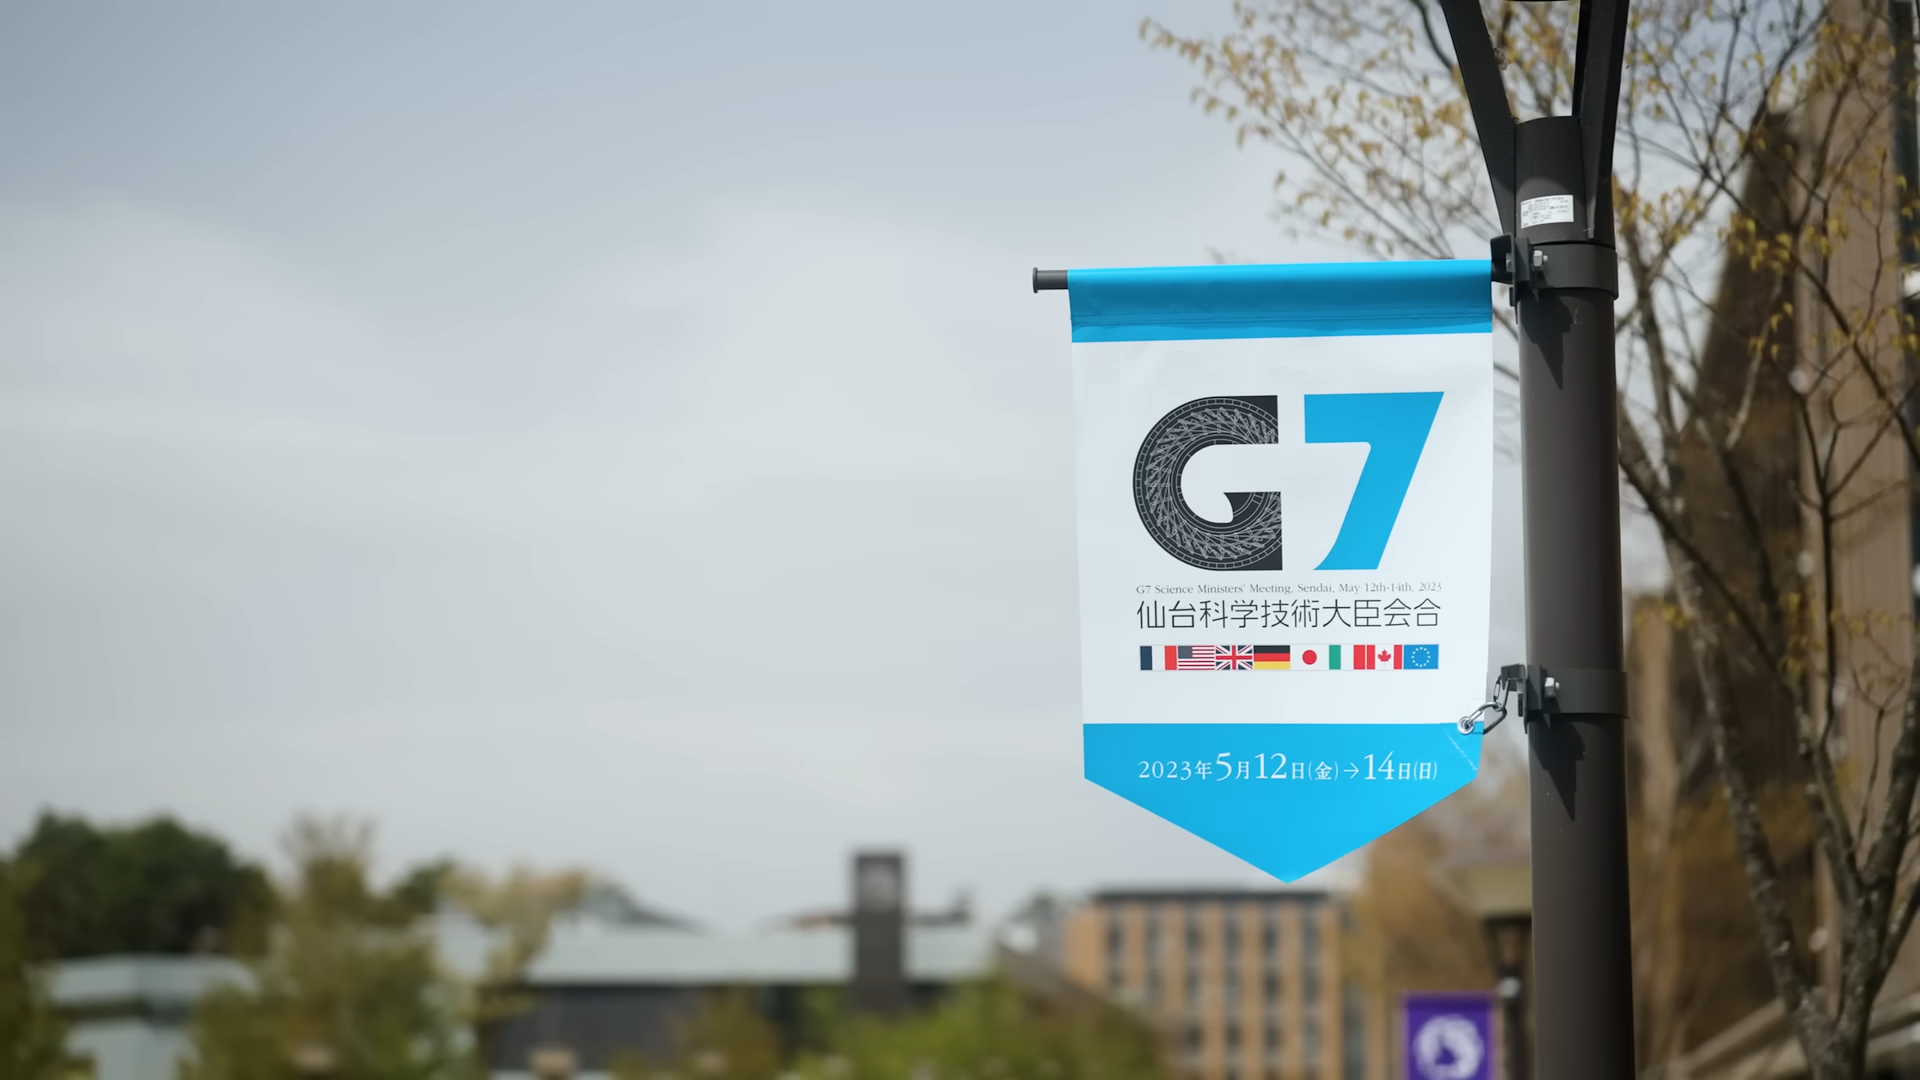 G7
G7 Science Ministers' Meeting, Sendai, May 12th-14th, 2023
仙台科学技術大臣会合
2023年5月12日(金)→14日(日)